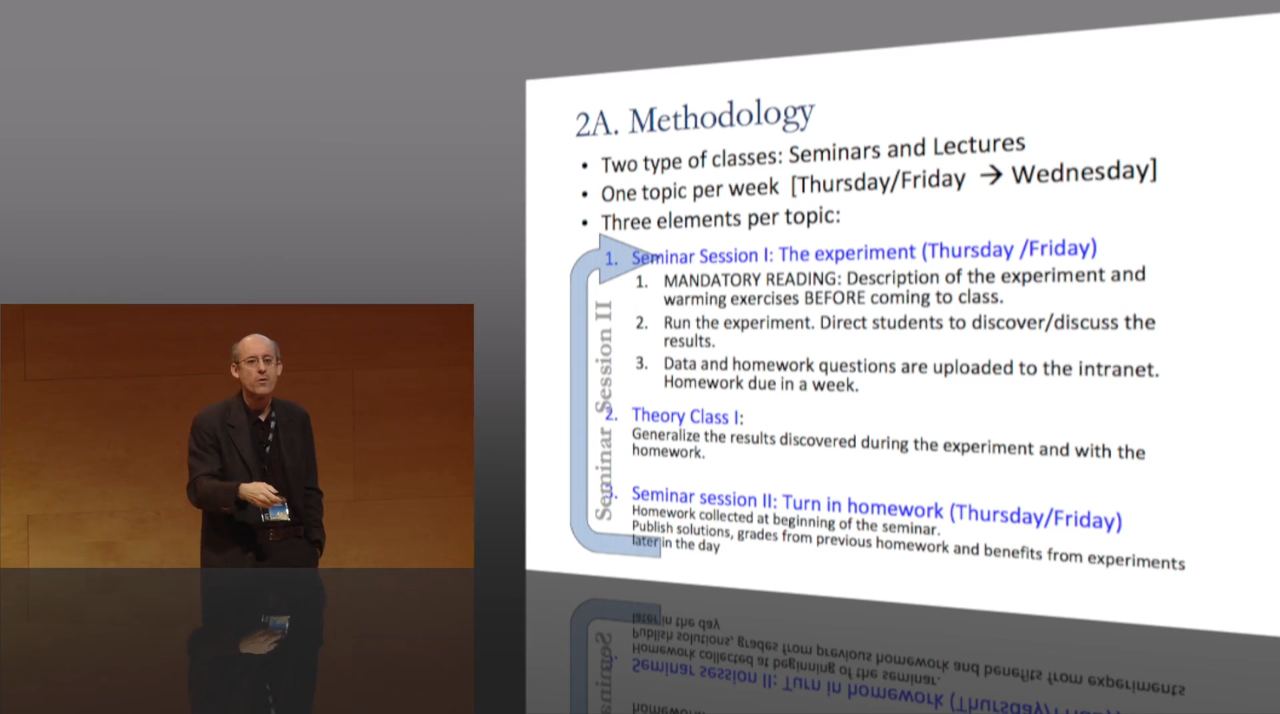 2A. Methodology
• Two type of classes: Seminars and Lectures
• One topic per week [Thursday/Friday → Wednesday]
• Three elements per topic:
1. Seminar Session I: The experiment (Thursday /Friday)
1. MANDATORY READING: Description of the experiment and
warming exercises BEFORE coming to class.
2. Run the experiment. Direct students to discover/discuss the
results.
3. Data and homework questions are uploaded to the intranet.
Homework due in a week.
2. Theory Class I:
Generalize the results discovered during the experiment and with the
homework.
3. Seminar session II: Turn in homework (Thursday/Friday)
Homework collected at beginning of the seminar.
Publish solutions, grades from previous homework and benefits from experiments
later in the day
Seminar Session II